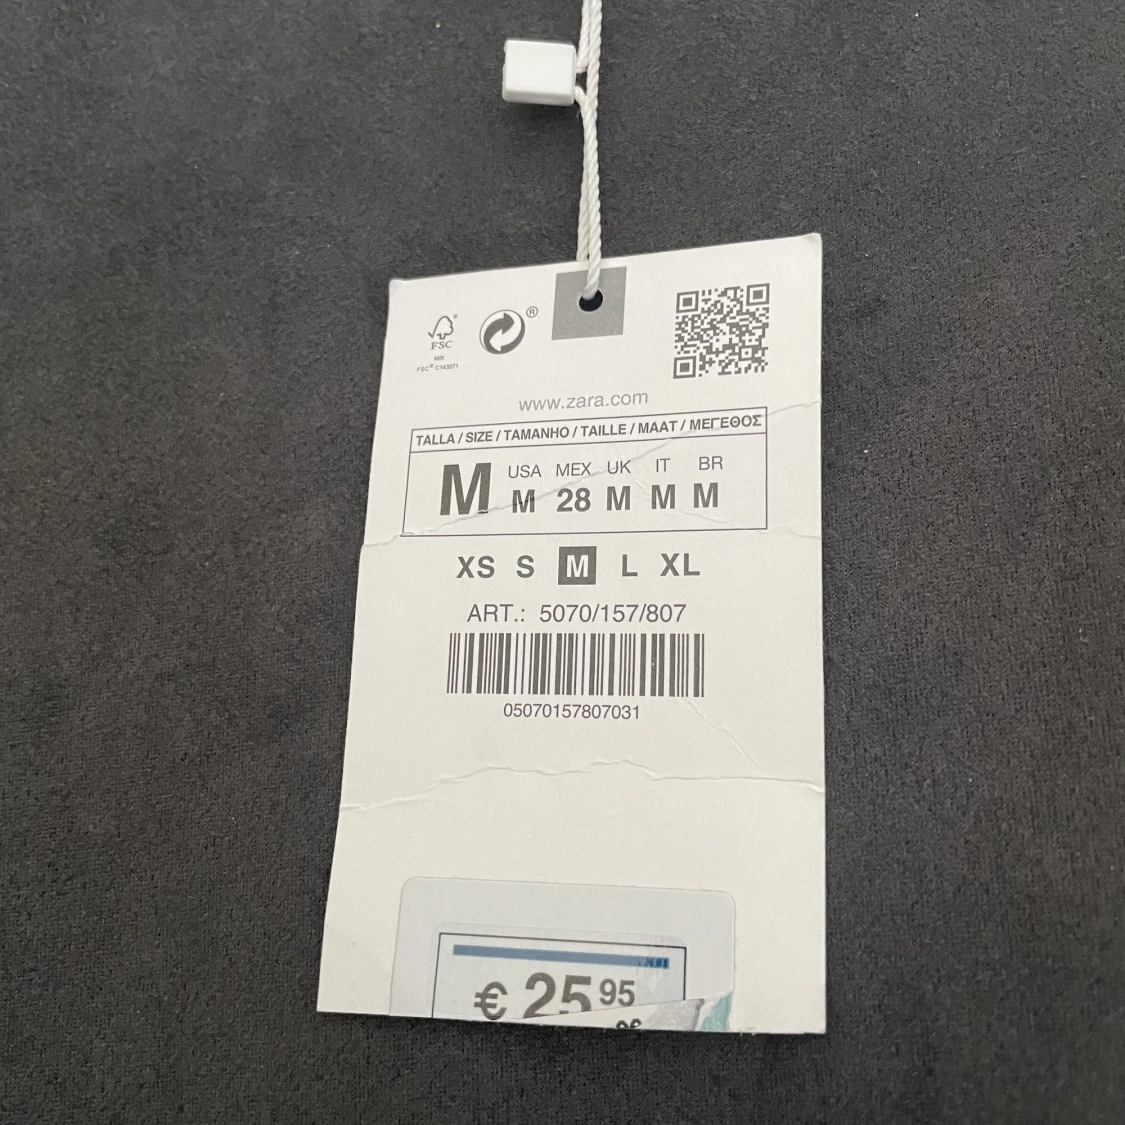 FSC®
MIX
FSC® C143571
®
www.zara.com
TALLA / SIZE / TAMANHO / TAILLE / MAAT / ΜΕΓΕΘΟΣ
M USA MEX UK IT BR
M 28 M M M
XS S M L XL
ART.: 5070/157/807
05070157807031
€ 25 95